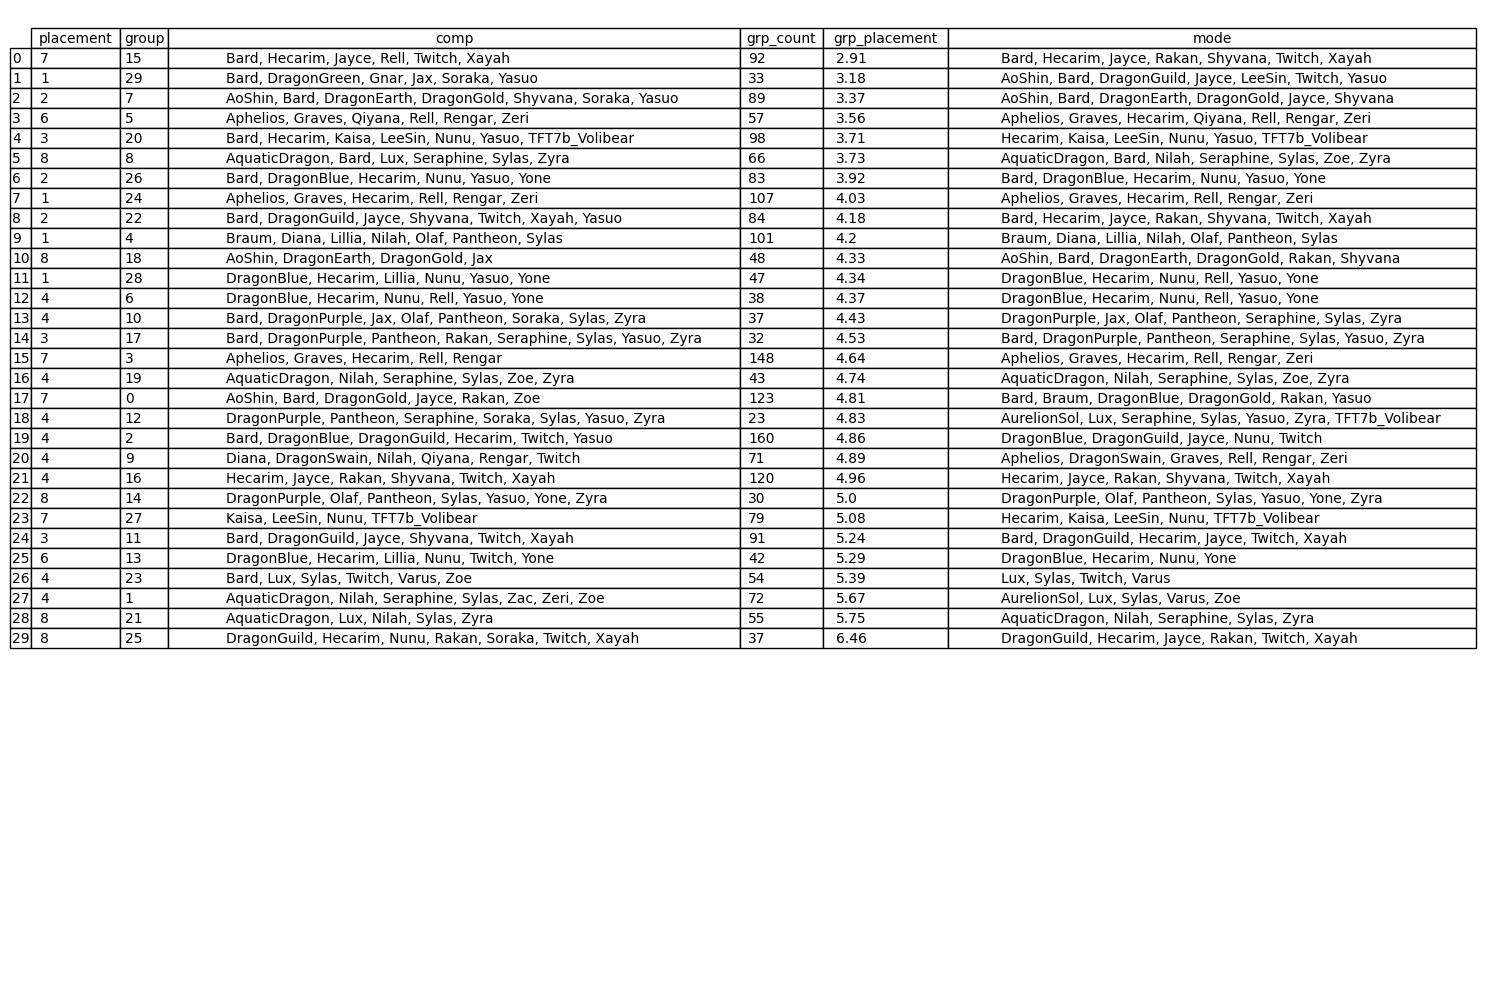 placement group comp grp_count grp_placement mode
0 7 15 Bard, Hecarim, Jayce, Rell, Twitch, Xayah 92 2.91 Bard, Hecarim, Jayce, Rakan, Shyvana, Twitch, Xayah
1 1 29 Bard, DragonGreen, Gnar, Jax, Soraka, Yasuo 33 3.18 AoShin, Bard, DragonGuild, Jayce, LeeSin, Twitch, Yasuo
2 2 7 AoShin, Bard, DragonEarth, DragonGold, Shyvana, Soraka, Yasuo 89 3.37 AoShin, Bard, DragonEarth, DragonGold, Jayce, Shyvana
3 6 5 Aphelios, Graves, Qiyana, Rell, Rengar, Zeri 57 3.56 Aphelios, Graves, Hecarim, Qiyana, Rell, Rengar, Zeri
4 3 20 Bard, Hecarim, Kaisa, LeeSin, Nunu, Yasuo, TFT7b_Volibear 98 3.71 Hecarim, Kaisa, LeeSin, Nunu, Yasuo, TFT7b_Volibear
5 8 8 AquaticDragon, Bard, Lux, Seraphine, Sylas, Zyra 66 3.73 AquaticDragon, Bard, Nilah, Seraphine, Sylas, Zoe, Zyra
6 2 26 Bard, DragonBlue, Hecarim, Nunu, Yasuo, Yone 83 3.92 Bard, DragonBlue, Hecarim, Nunu, Yasuo, Yone
7 1 24 Aphelios, Graves, Hecarim, Rell, Rengar, Zeri 107 4.03 Aphelios, Graves, Hecarim, Rell, Rengar, Zeri
8 2 22 Bard, DragonGuild, Jayce, Shyvana, Twitch, Xayah, Yasuo 84 4.18 Bard, Hecarim, Jayce, Rakan, Shyvana, Twitch, Xayah
9 1 4 Braum, Diana, Lillia, Nilah, Olaf, Pantheon, Sylas 101 4.2 Braum, Diana, Lillia, Nilah, Olaf, Pantheon, Sylas
10 8 18 AoShin, DragonEarth, DragonGold, Jax 48 4.33 AoShin, Bard, DragonEarth, DragonGold, Rakan, Shyvana
11 1 28 DragonBlue, Hecarim, Lillia, Nunu, Yasuo, Yone 47 4.34 DragonBlue, Hecarim, Nunu, Rell, Yasuo, Yone
12 4 6 DragonBlue, Hecarim, Nunu, Rell, Yasuo, Yone 38 4.37 DragonBlue, Hecarim, Nunu, Rell, Yasuo, Yone
13 4 10 Bard, DragonPurple, Jax, Olaf, Pantheon, Soraka, Sylas, Zyra 37 4.43 DragonPurple, Jax, Olaf, Pantheon, Seraphine, Sylas, Zyra
14 3 17 Bard, DragonPurple, Pantheon, Rakan, Seraphine, Sylas, Yasuo, Zyra 32 4.53 Bard, DragonPurple, Pantheon, Seraphine, Sylas, Yasuo, Zyra
15 7 3 Aphelios, Graves, Hecarim, Rell, Rengar 148 4.64 Aphelios, Graves, Hecarim, Rell, Rengar, Zeri
16 4 19 AquaticDragon, Nilah, Seraphine, Sylas, Zoe, Zyra 43 4.74 AquaticDragon, Nilah, Seraphine, Sylas, Zoe, Zyra
17 7 0 AoShin, Bard, DragonGold, Jayce, Rakan, Zoe 123 4.81 Bard, Braum, DragonBlue, DragonGold, Rakan, Yasuo
18 4 12 DragonPurple, Pantheon, Seraphine, Soraka, Sylas, Yasuo, Zyra 23 4.83 AurelionSol, Lux, Seraphine, Sylas, Yasuo, Zyra, TFT7b_Volibear
19 4 2 Bard, DragonBlue, DragonGuild, Hecarim, Twitch, Yasuo 160 4.86 DragonBlue, DragonGuild, Jayce, Nunu, Twitch
20 4 9 Diana, DragonSwain, Nilah, Qiyana, Rengar, Twitch 71 4.89 Aphelios, DragonSwain, Graves, Rell, Rengar, Zeri
21 4 16 Hecarim, Jayce, Rakan, Shyvana, Twitch, Xayah 120 4.96 Hecarim, Jayce, Rakan, Shyvana, Twitch, Xayah
22 8 14 DragonPurple, Olaf, Pantheon, Sylas, Yasuo, Yone, Zyra 30 5.0 DragonPurple, Olaf, Pantheon, Sylas, Yasuo, Yone, Zyra
23 7 27 Kaisa, LeeSin, Nunu, TFT7b_Volibear 79 5.08 Hecarim, Kaisa, LeeSin, Nunu, TFT7b_Volibear
24 3 11 Bard, DragonGuild, Jayce, Shyvana, Twitch, Xayah 91 5.24 Bard, DragonGuild, Hecarim, Jayce, Twitch, Xayah
25 6 13 DragonBlue, Hecarim, Lillia, Nunu, Twitch, Yone 42 5.29 DragonBlue, Hecarim, Nunu, Yone
26 4 23 Bard, Lux, Sylas, Twitch, Varus, Zoe 54 5.39 Lux, Sylas, Twitch, Varus
27 4 1 AquaticDragon, Nilah, Seraphine, Sylas, Zac, Zeri, Zoe 72 5.67 AurelionSol, Lux, Sylas, Varus, Zoe
28 8 21 AquaticDragon, Lux, Nilah, Sylas, Zyra 55 5.75 AquaticDragon, Nilah, Seraphine, Sylas, Zyra
29 8 25 DragonGuild, Hecarim, Nunu, Rakan, Soraka, Twitch, Xayah 37 6.46 DragonGuild, Hecarim, Jayce, Rakan, Twitch, Xayah